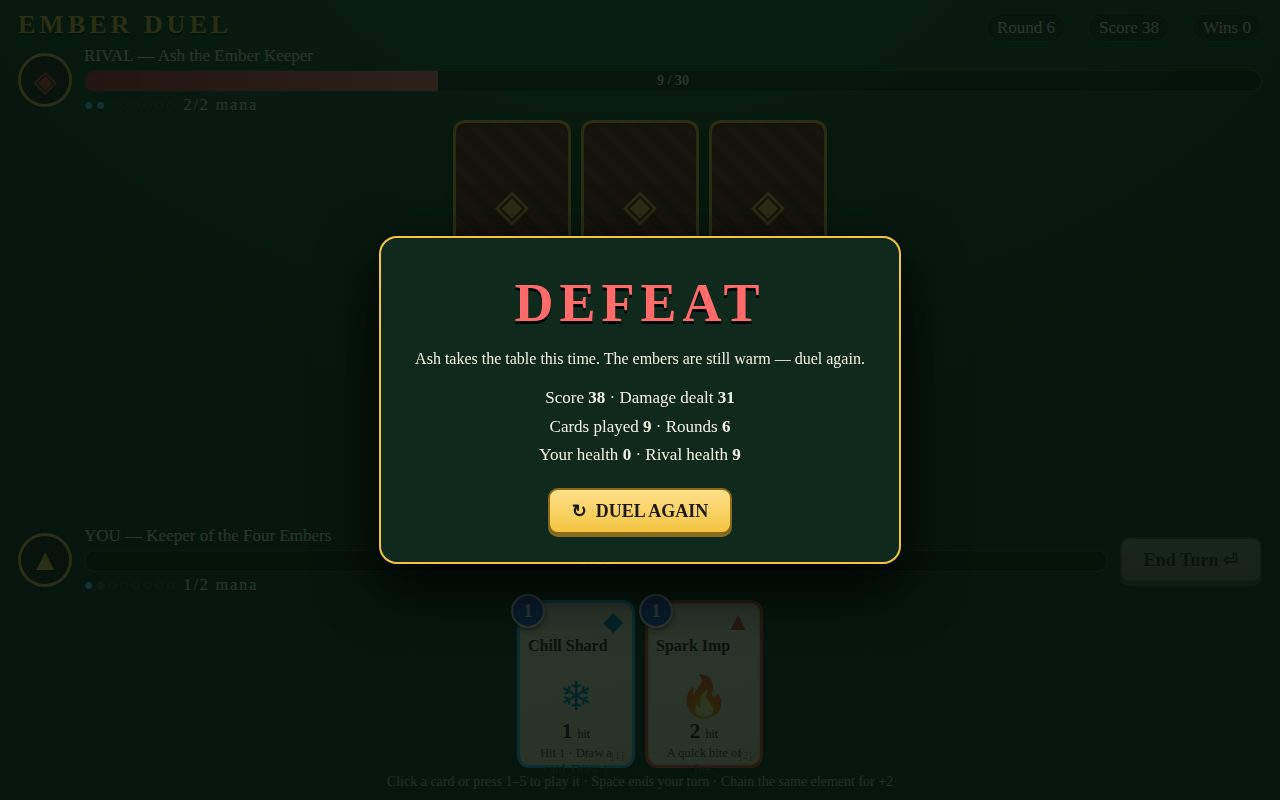 EMBER DUEL
Round 6 Score 38 Wins 0
RIVAL — Ash the Ember Keeper
9 / 30
2/2 mana
DEFEAT
Ash takes the table this time. The embers are still warm — duel again.
Score 38 · Damage dealt 31
Cards played 9 · Rounds 6
Your health 0 · Rival health 9
↻ DUEL AGAIN
YOU — Keeper of the Four Embers
End Turn ⏎
1/2 mana
1
Chill Shard
1 hit
Hit 1 · Draw a
[1]
1
Spark Imp
2 hit
A quick bite of
[2]
Click a card or press 1–5 to play it · Space ends your turn · Chain the same element for +2